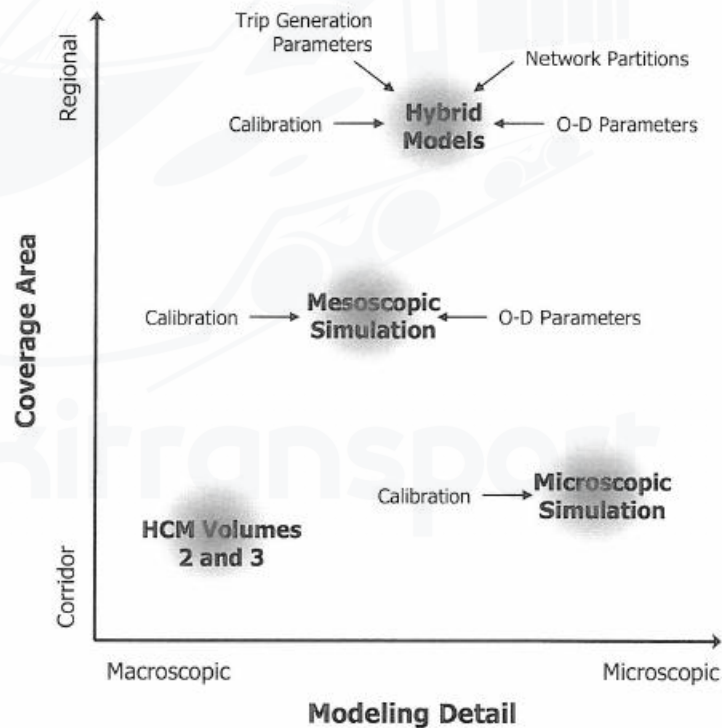 Trip Generation
Parameters
Network Partitions
Regional
Calibration
Hybrid
Models
O-D Parameters
Coverage Area
Calibration
Mesoscopic
Simulation
O-D Parameters
Calibration
Microscopic
Simulation
HCM Volumes
2 and 3
Corridor
Macroscopic
Microscopic
Modeling Detail
kitransport